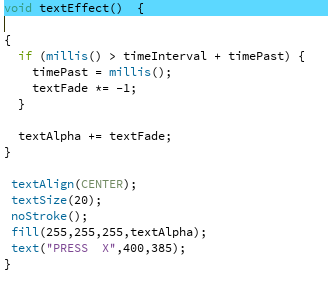 void textEffect()  {
{
  if (millis() > timeInterval + timePast) {
    timePast = millis();
    textFade *= -1;
  }
  textAlpha += textFade;
}
 textAlign(CENTER);
 textSize(20);
 noStroke();
 fill(255,255,255,textAlpha);
 text("PRESS  X",400,385);
}